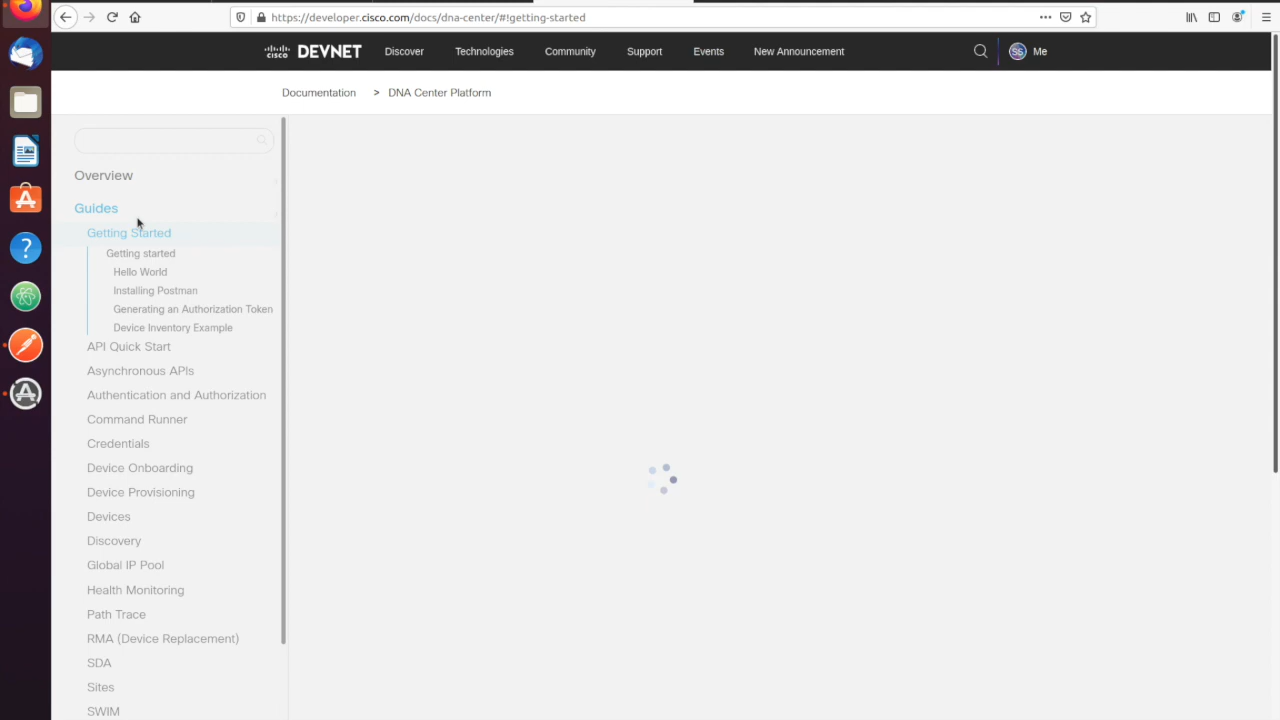 https://developer.cisco.com/docs/dna-center/#!getting-started
cisco DEVNET Discover Technologies Community Support Events New Announcement SS Me
Documentation > DNA Center Platform
Overview
Guides
Getting Started
Getting started
Hello World
Installing Postman
Generating an Authorization Token
Device Inventory Example
API Quick Start
Asynchronous APIs
Authentication and Authorization
Command Runner
Credentials
Device Onboarding
Device Provisioning
Devices
Discovery
Global IP Pool
Health Monitoring
Path Trace
RMA (Device Replacement)
SDA
Sites
SWIM